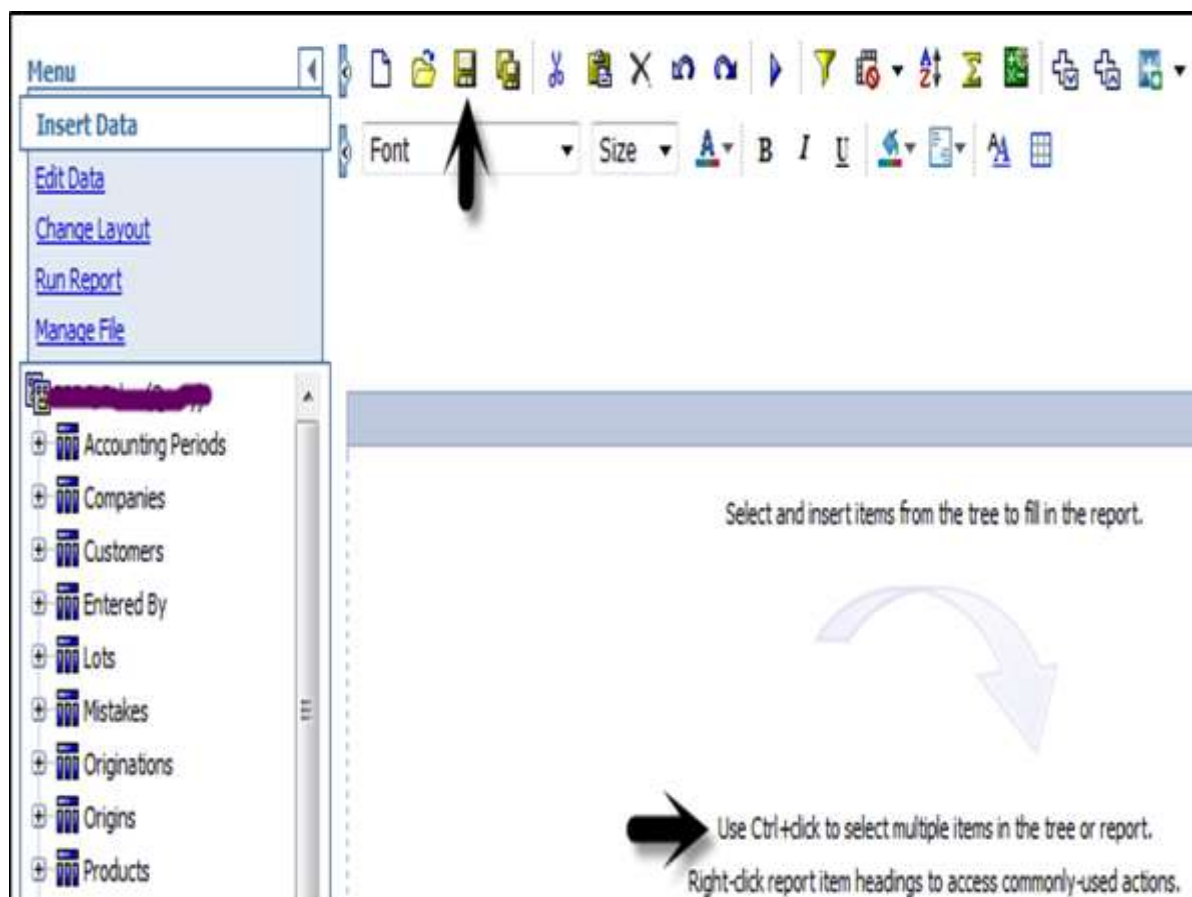 Menu
Insert Data
Edit Data
Change Layout
Run Report
Manage File
Font
Size
A
B I U
Accounting Periods
Companies
Customers
Entered By
Lots
Mistakes
Originations
Origins
Products
Select and insert items from the tree to fill in the report.
Use Ctrl+click to select multiple items in the tree or report.
Right-click report item headings to access commonly-used actions.